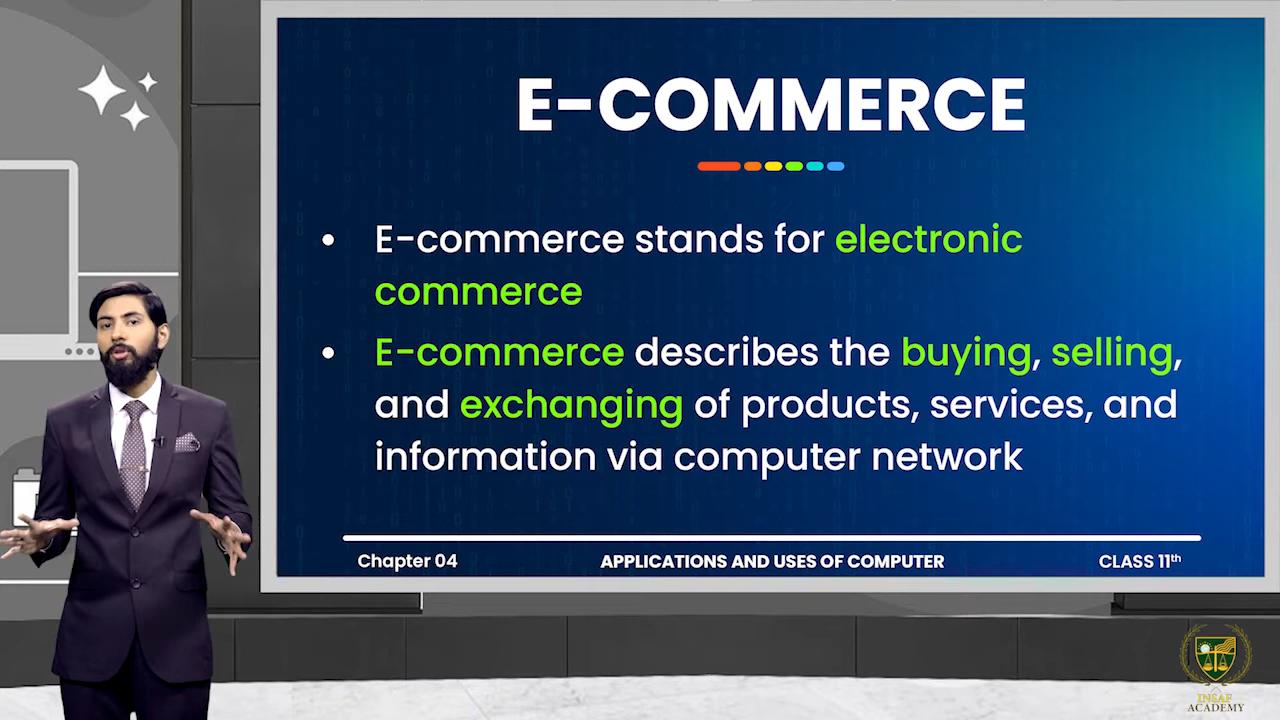 E-COMMERCE
• E-commerce stands for electronic
commerce
• E-commerce describes the buying, selling,
and exchanging of products, services, and
information via computer network
Chapter 04
APPLICATIONS AND USES OF COMPUTER
CLASS 11th
INSAF
ACADEMY